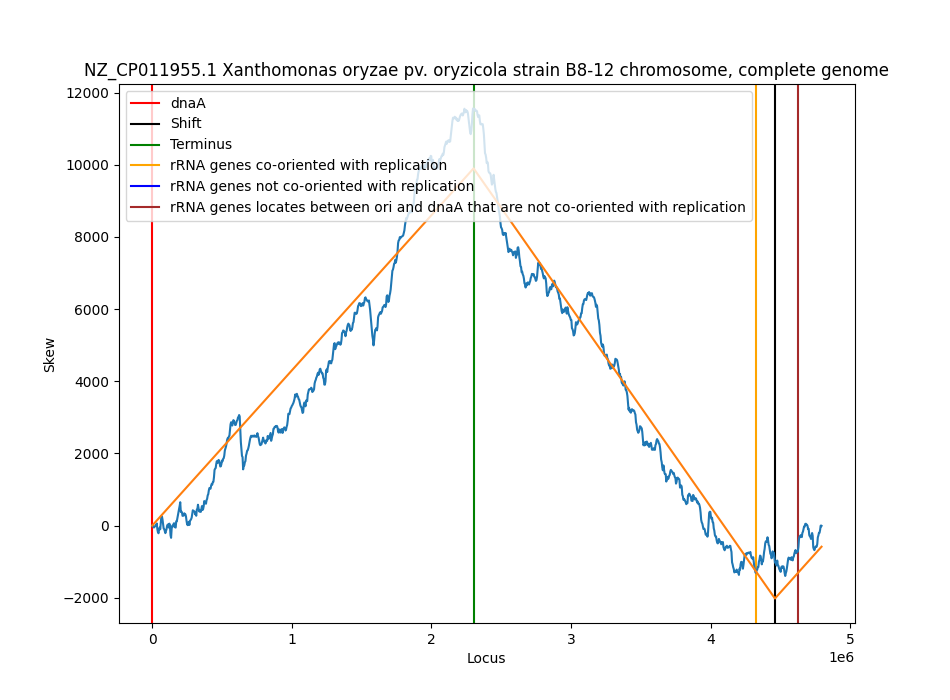 NZ_CP011955.1 Xanthomonas oryzae pv. oryzicola strain B8-12 chromosome, complete genome
dnaA
Shift
Terminus
rRNA genes co-oriented with replication
rRNA genes not co-oriented with replication
rRNA genes locates between ori and dnaA that are not co-oriented with replication
12000
10000
8000
6000
4000
2000
0
−2000
Skew
0 1 2 3 4 5
1e6
Locus